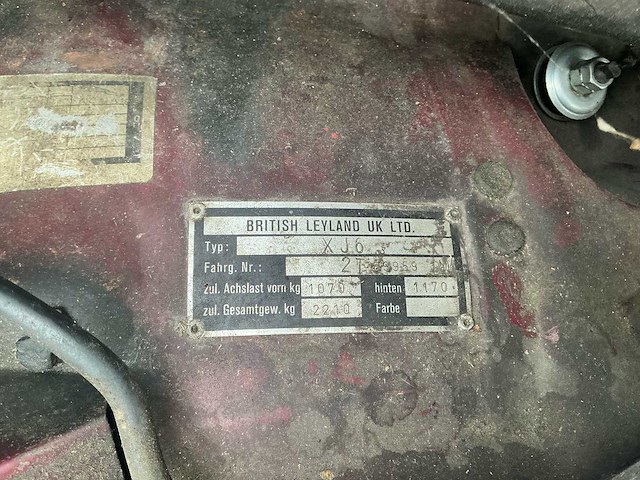 BRITISH LEYLAND UK LTD.
Typ: XJ6
Fahrg. Nr.:
zul. Achslast vorn kg 1070 hinten 1170
zul. Gesamtgew. kg 2210 Farbe